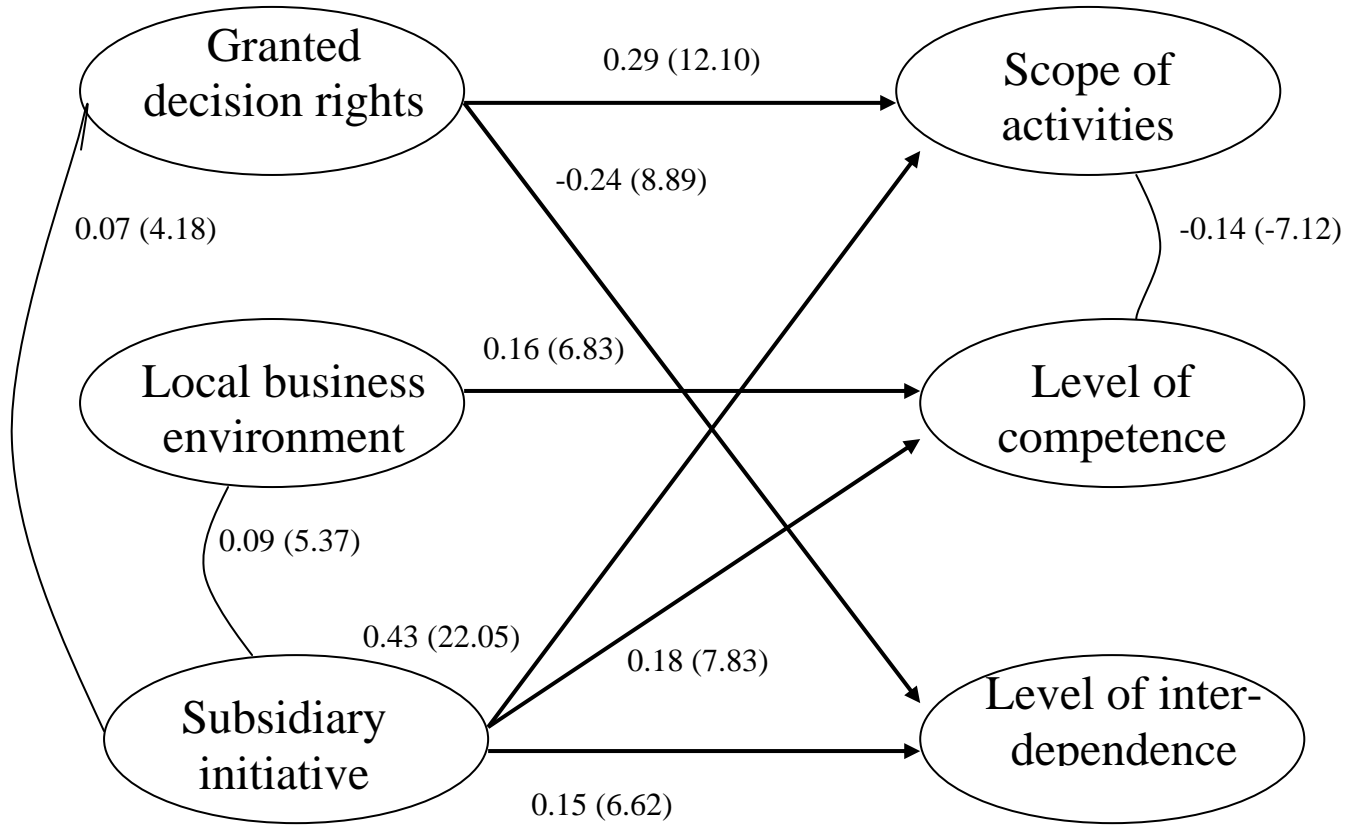 Granted
decision rights
0.29 (12.10)
Scope of
activities
-0.24 (8.89)
0.07 (4.18)
-0.14 (-7.12)
0.16 (6.83)
Local business
environment
Level of
competence
0.09 (5.37)
0.43 (22.05)
0.18 (7.83)
Subsidiary
initiative
Level of inter-
dependence
0.15 (6.62)